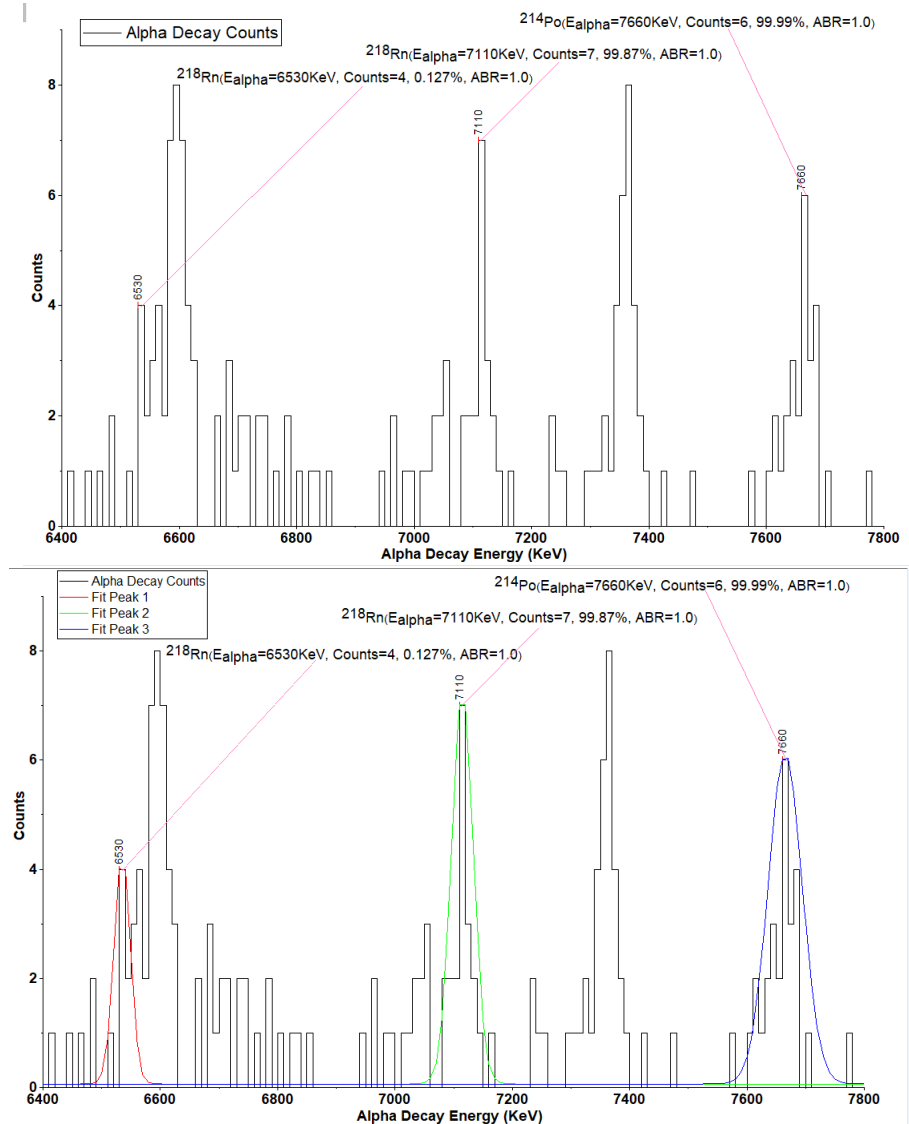 214Po(Ealpha=7660KeV, Counts=6, 99.99%, ABR=1.0)
Alpha Decay Counts
218Rn(Ealpha=7110KeV, Counts=7, 99.87%, ABR=1.0)
218Rn(Ealpha=6530KeV, Counts=4, 0.127%, ABR=1.0)
8
7110
6
7660
6530
Counts
4
2
0
6400 6600 6800 7000 7200 7400 7600 7800
Alpha Decay Energy (KeV)
Alpha Decay Counts
Fit Peak 1
Fit Peak 2
Fit Peak 3
214Po(Ealpha=7660KeV, Counts=6, 99.99%, ABR=1.0)
218Rn(Ealpha=7110KeV, Counts=7, 99.87%, ABR=1.0)
218Rn(Ealpha=6530KeV, Counts=4, 0.127%, ABR=1.0)
8
7110
6
7660
6530
Counts
4
2
0
6400 6600 6800 7000 7200 7400 7600 7800
Alpha Decay Energy (KeV)